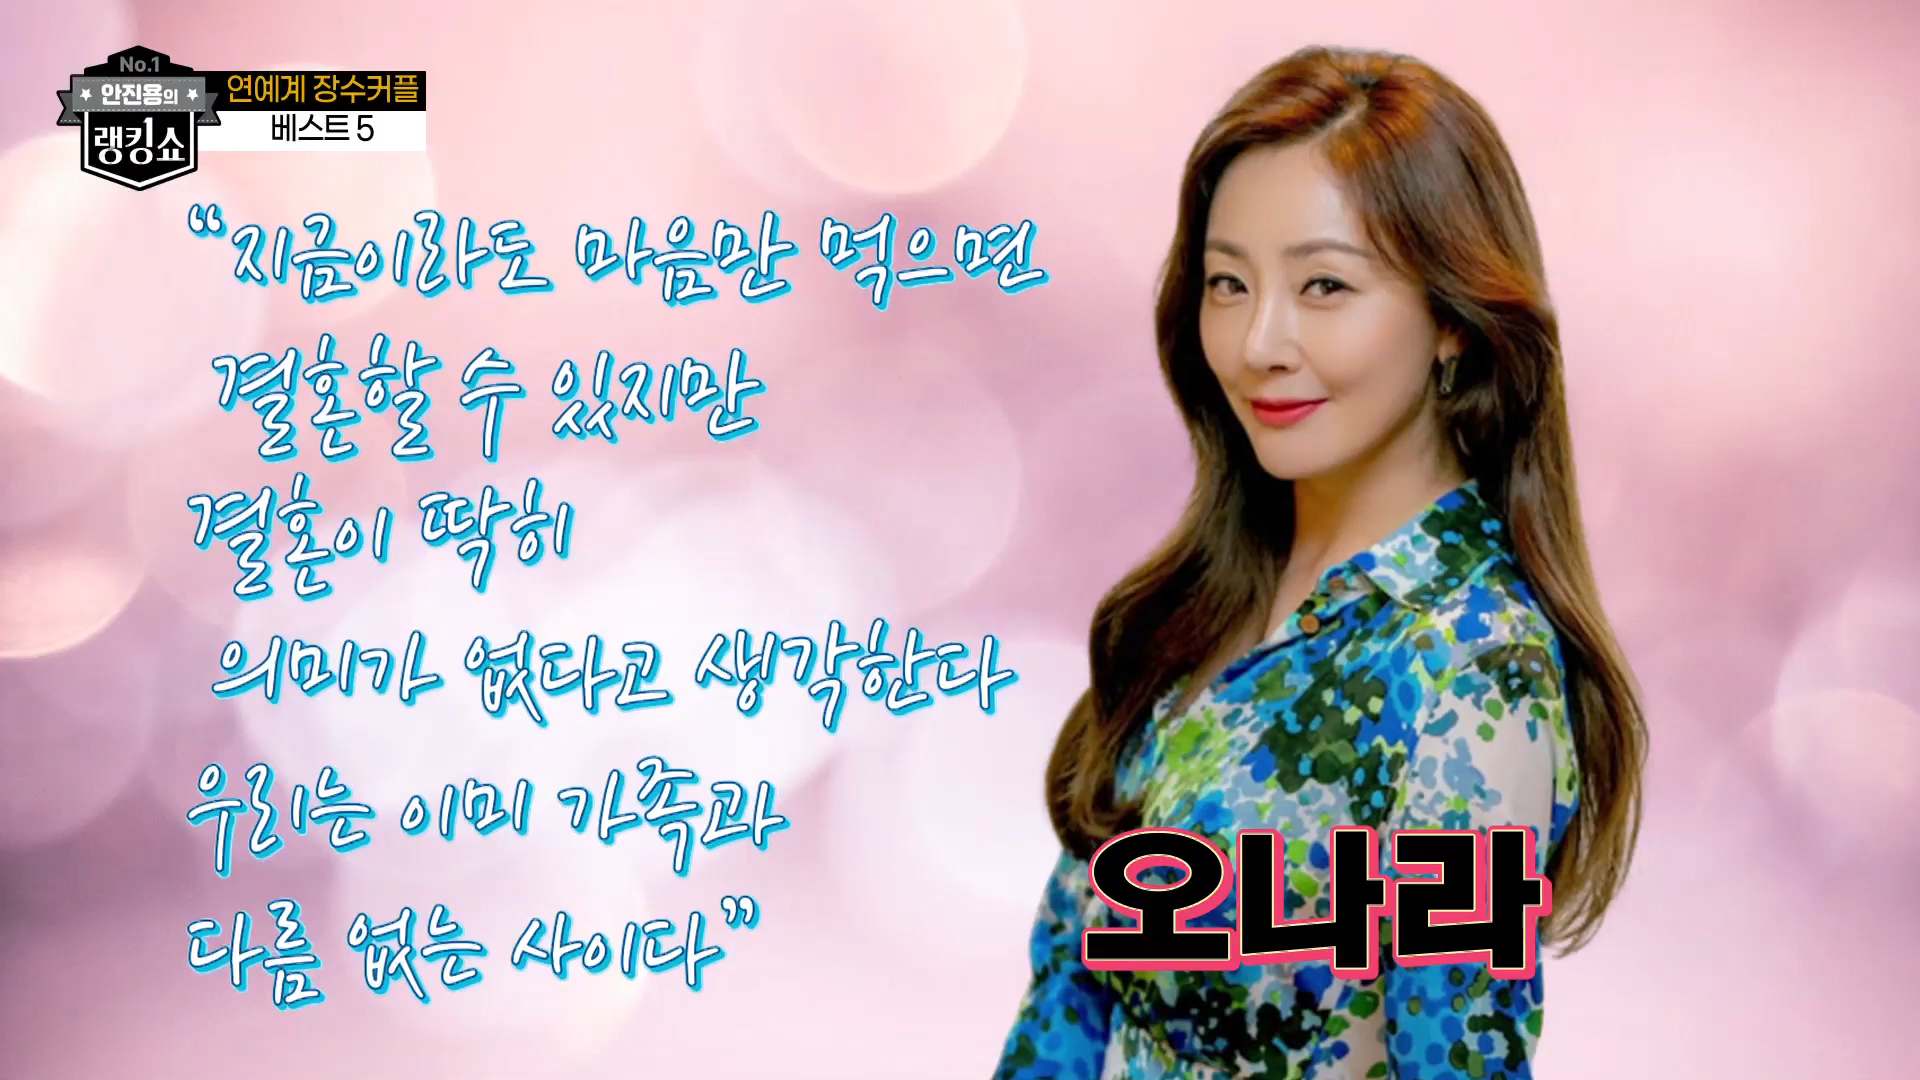 No.1
안진용의
랭킹쇼
연예계 장수커플
베스트 5
“지금이라도 마음만 먹으면
결혼할 수 있지만
결혼이 딱히
의미가 없다고 생각한다
우리는 이미 가족과
다름 없는 사이다”
오나라